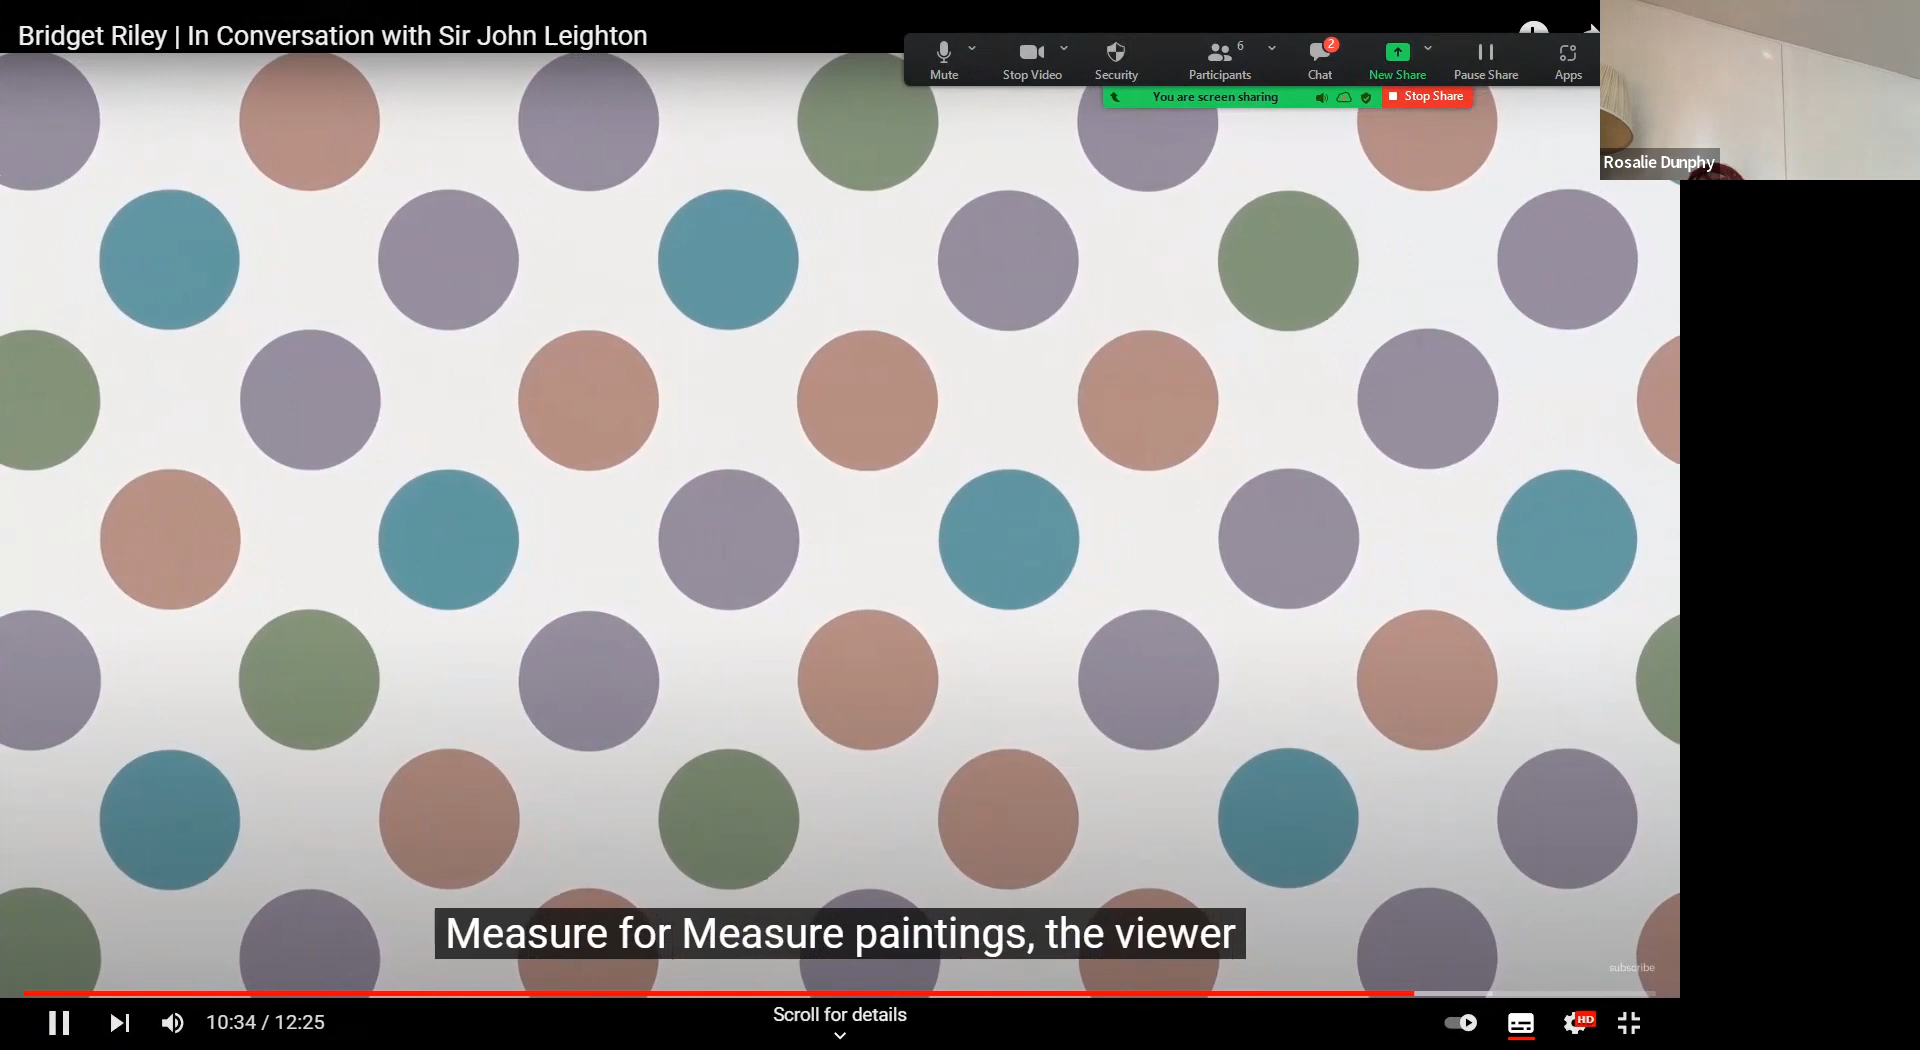 Bridget Riley | In Conversation with Sir John Leighton
Mute
Stop Video
Security
6
Participants
2
Chat
New Share
Pause Share
Apps
You are screen sharing
Stop Share
Rosalie Dunphy
Measure for Measure paintings, the viewer
subscribe
10:34 / 12:25
Scroll for details
HD